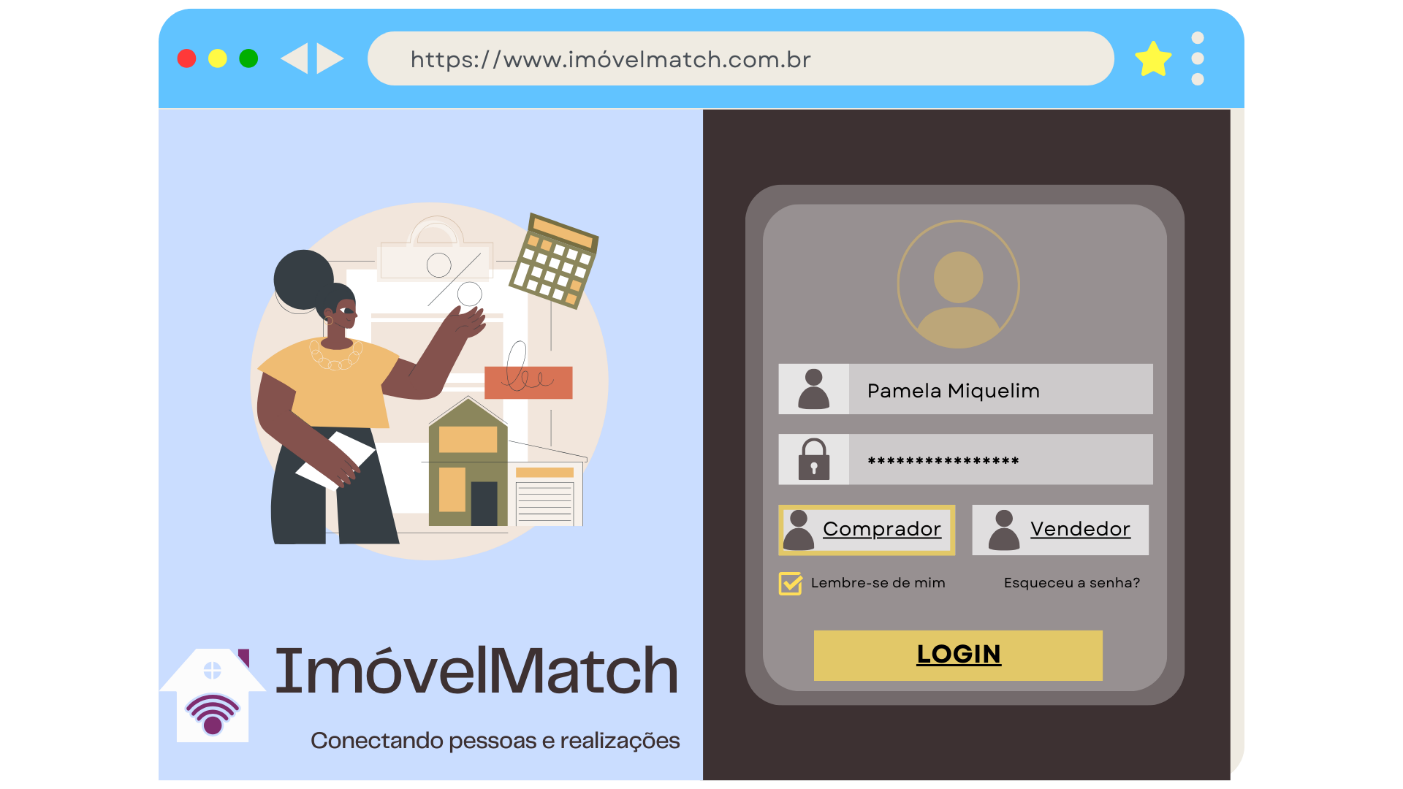 https://www.imóvelmatch.com.br
ImóvelMatch
Conectando pessoas e realizações
Pamela Miquelim
****************
Comprador
Vendedor
Lembre-se de mim
Esqueceu a senha?
LOGIN